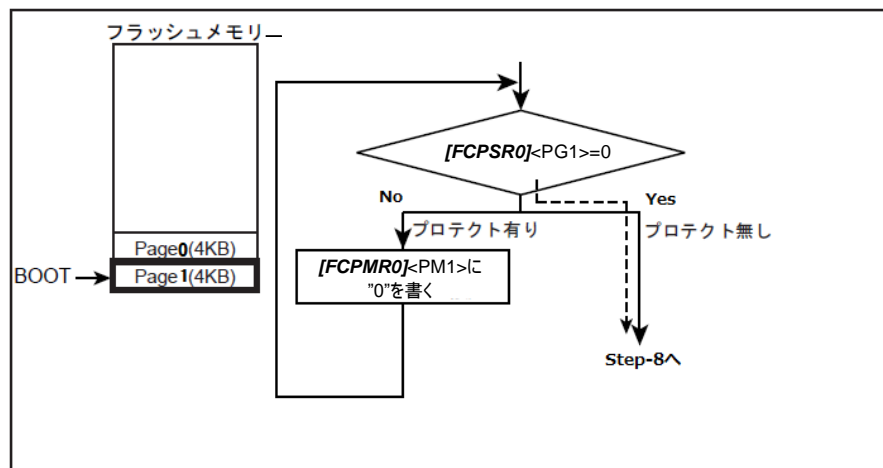 フラッシュメモリー
[FCPSR0]<PG1>=0
No
Yes
プロテクト有り
プロテクト無し
Page0(4KB)
BOOT
Page1(4KB)
[FCPMR0]<PM1>に
"0"を書く
Step-8へ